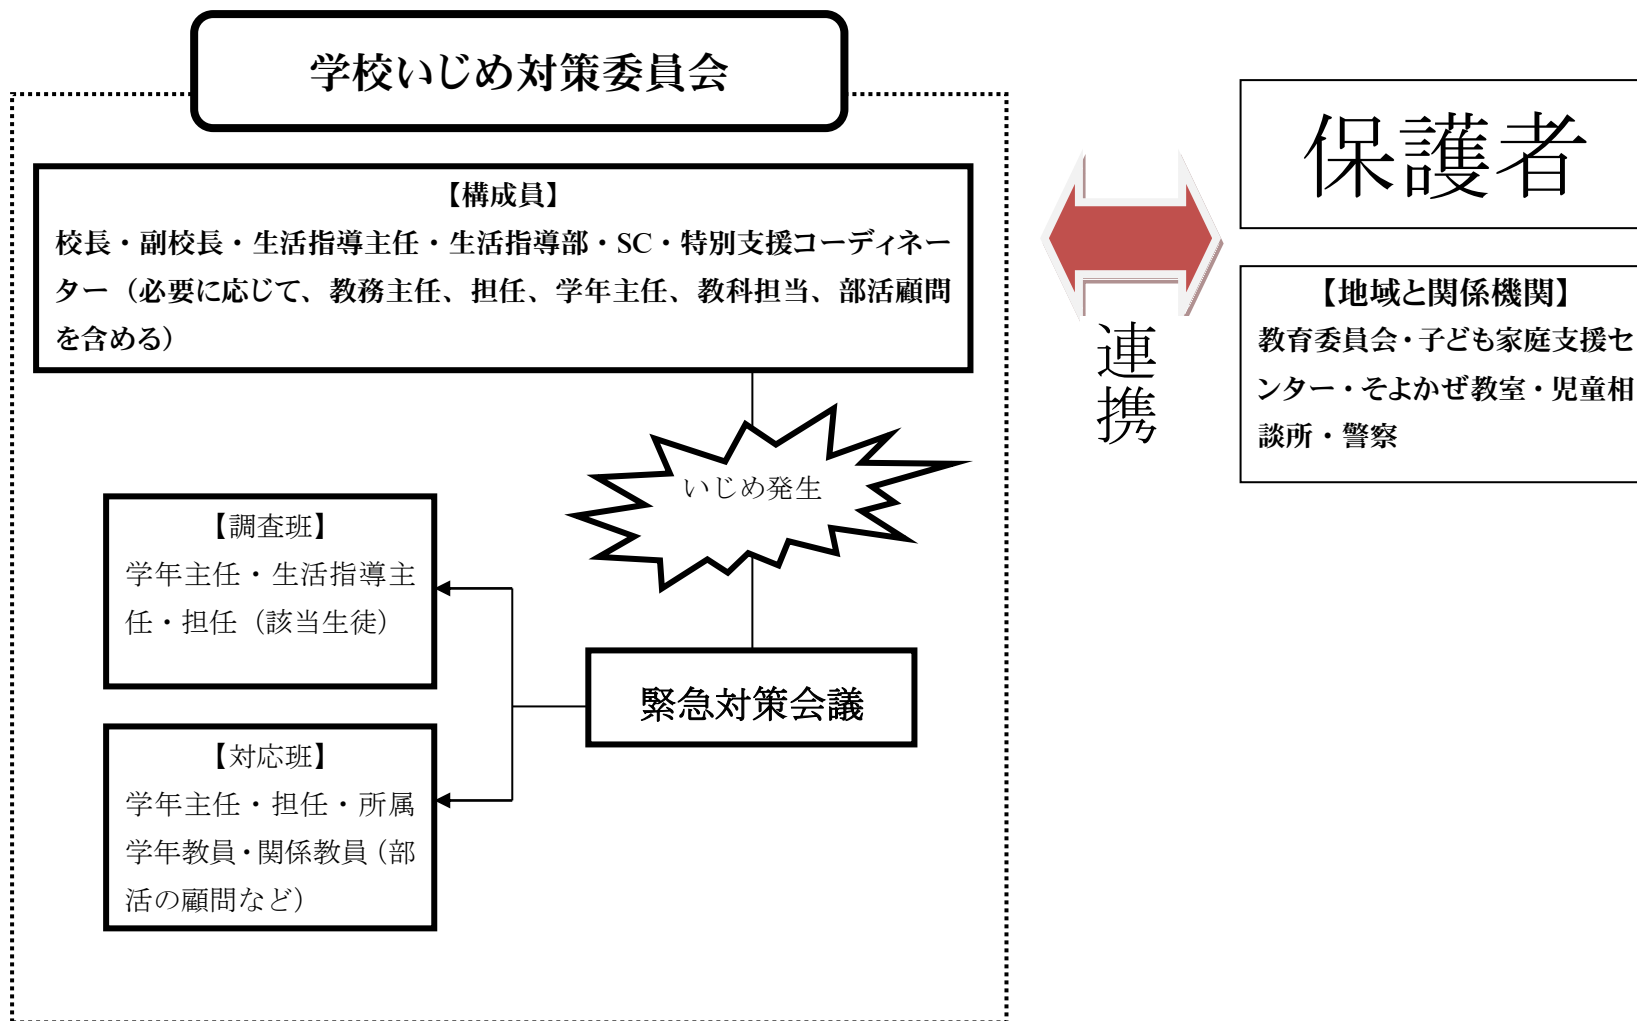 学校いじめ対策委員会
【構成員】
校長・副校長・生活指導主任・生活指導部・SC・特別支援コーディネー
ター（必要に応じて、教務主任、担任、学年主任、教科担当、部活顧問
を含める）
いじめ発生
【調査班】
学年主任・生活指導主
任・担任（該当生徒）
緊急対策会議
【対応班】
学年主任・担任・所属
学年教員・関係教員（部
活の顧問など）
連
携
保護者
【地域と関係機関】
教育委員会・子ども家庭支援セ
ンター・そよかぜ教室・児童相
談所・警察